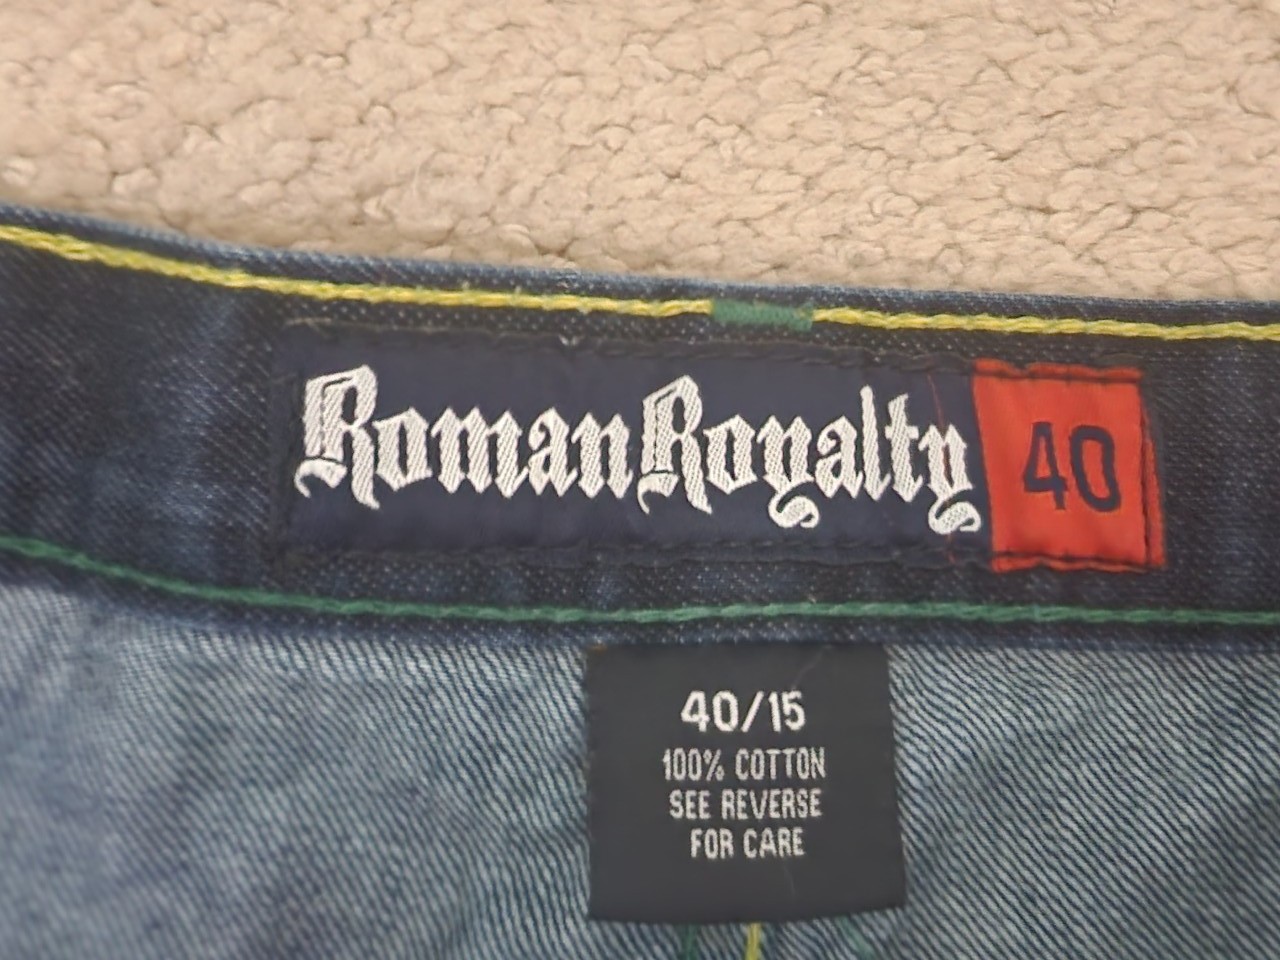 RomanRoyalty 40
40/15
100% COTTON
SEE REVERSE
FOR CARE